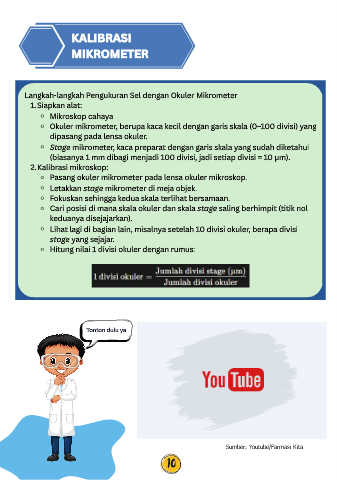 KALIBRASI
MIKROMETER
Langkah-langkah Pengukuran Sel dengan Okuler Mikrometer
1.Siapkan alat:
Mikroskop cahaya
Okuler mikrometer, berupa kaca kecil dengan garis skala (0–100 divisi) yang
dipasang pada lensa okuler.
Stage mikrometer, kaca preparat dengan garis skala yang sudah diketahui
(biasanya 1 mm dibagi menjadi 100 divisi, jadi setiap divisi = 10 µm).
2.Kalibrasi mikroskop:
Pasang okuler mikrometer pada lensa okuler mikroskop.
Letakkan stage mikrometer di meja objek.
Fokuskan sehingga kedua skala terlihat bersamaan.
Cari posisi di mana skala okuler dan skala stage saling berhimpit (titik nol
keduanya disejajarkan).
Lihat lagi di bagian lain, misalnya setelah 10 divisi okuler, berapa divisi
stage yang sejajar.
Hitung nilai 1 divisi okuler dengan rumus:
1 divisi okuler = Jumlah divisi stage (µm)
Jumlah divisi okuler
Tonton dulu ya
YouTube
Sumber: Youtube/Farmasi Kita
10